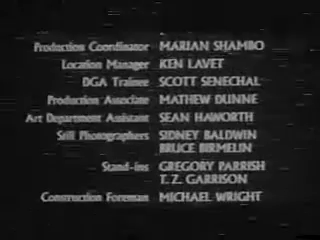 Production Coordinator MARIAN SHAMBO
Location Manager KEN LAVET
DGA Trainee SCOTT SENECHAL
Production Associate MATHEW DUNNE
Art Department Assistant SEAN HAWORTH
Still Photographers SIDNEY BALDWIN
BRUCE BIRMELIN
Stand-ins GREGORY PARRISH
T. Z. GARRISON
Construction Foreman MICHAEL WRIGHT